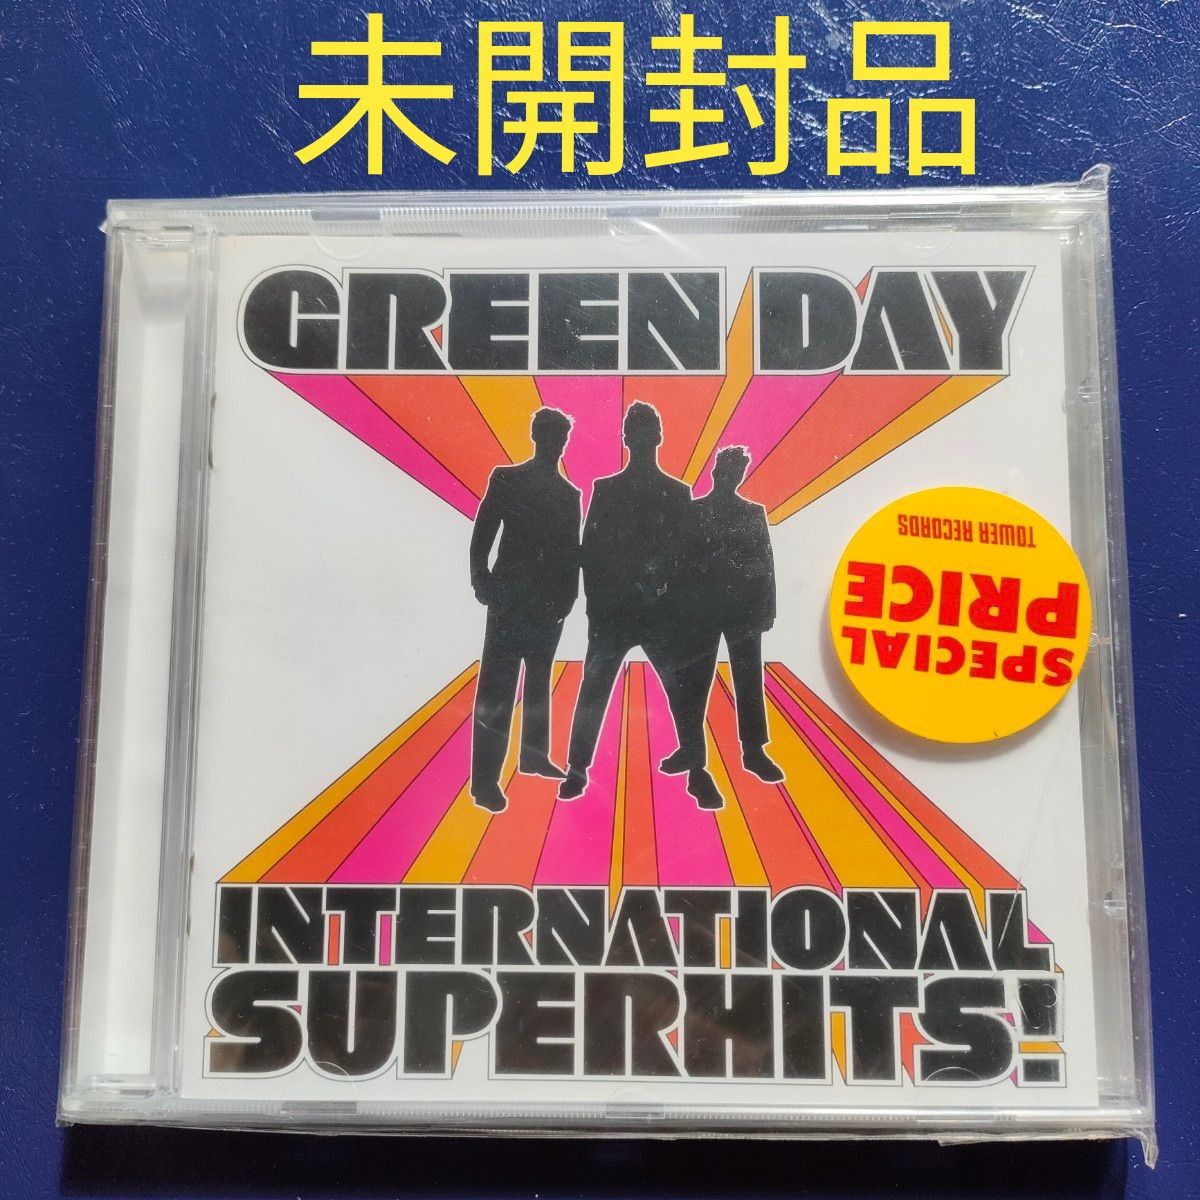 未開封品
GREEN DAY
TOWER RECORDS
SPECIAL
PRICE
INTERNATIONAL
SUPERHITS!